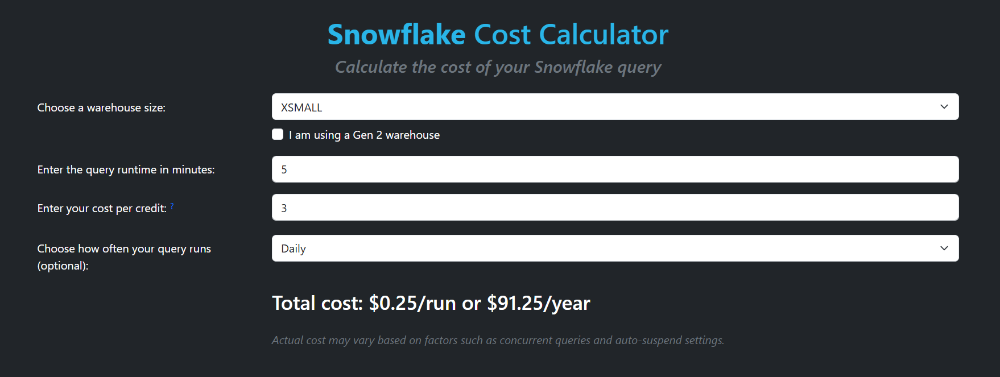 Snowflake Cost Calculator
Calculate the cost of your Snowflake query
Choose a warehouse size:
XSMALL
I am using a Gen 2 warehouse
Enter the query runtime in minutes:
5
Enter your cost per credit: ?
3
Choose how often your query runs
(optional):
Daily
Total cost: $0.25/run or $91.25/year
Actual cost may vary based on factors such as concurrent queries and auto-suspend settings.